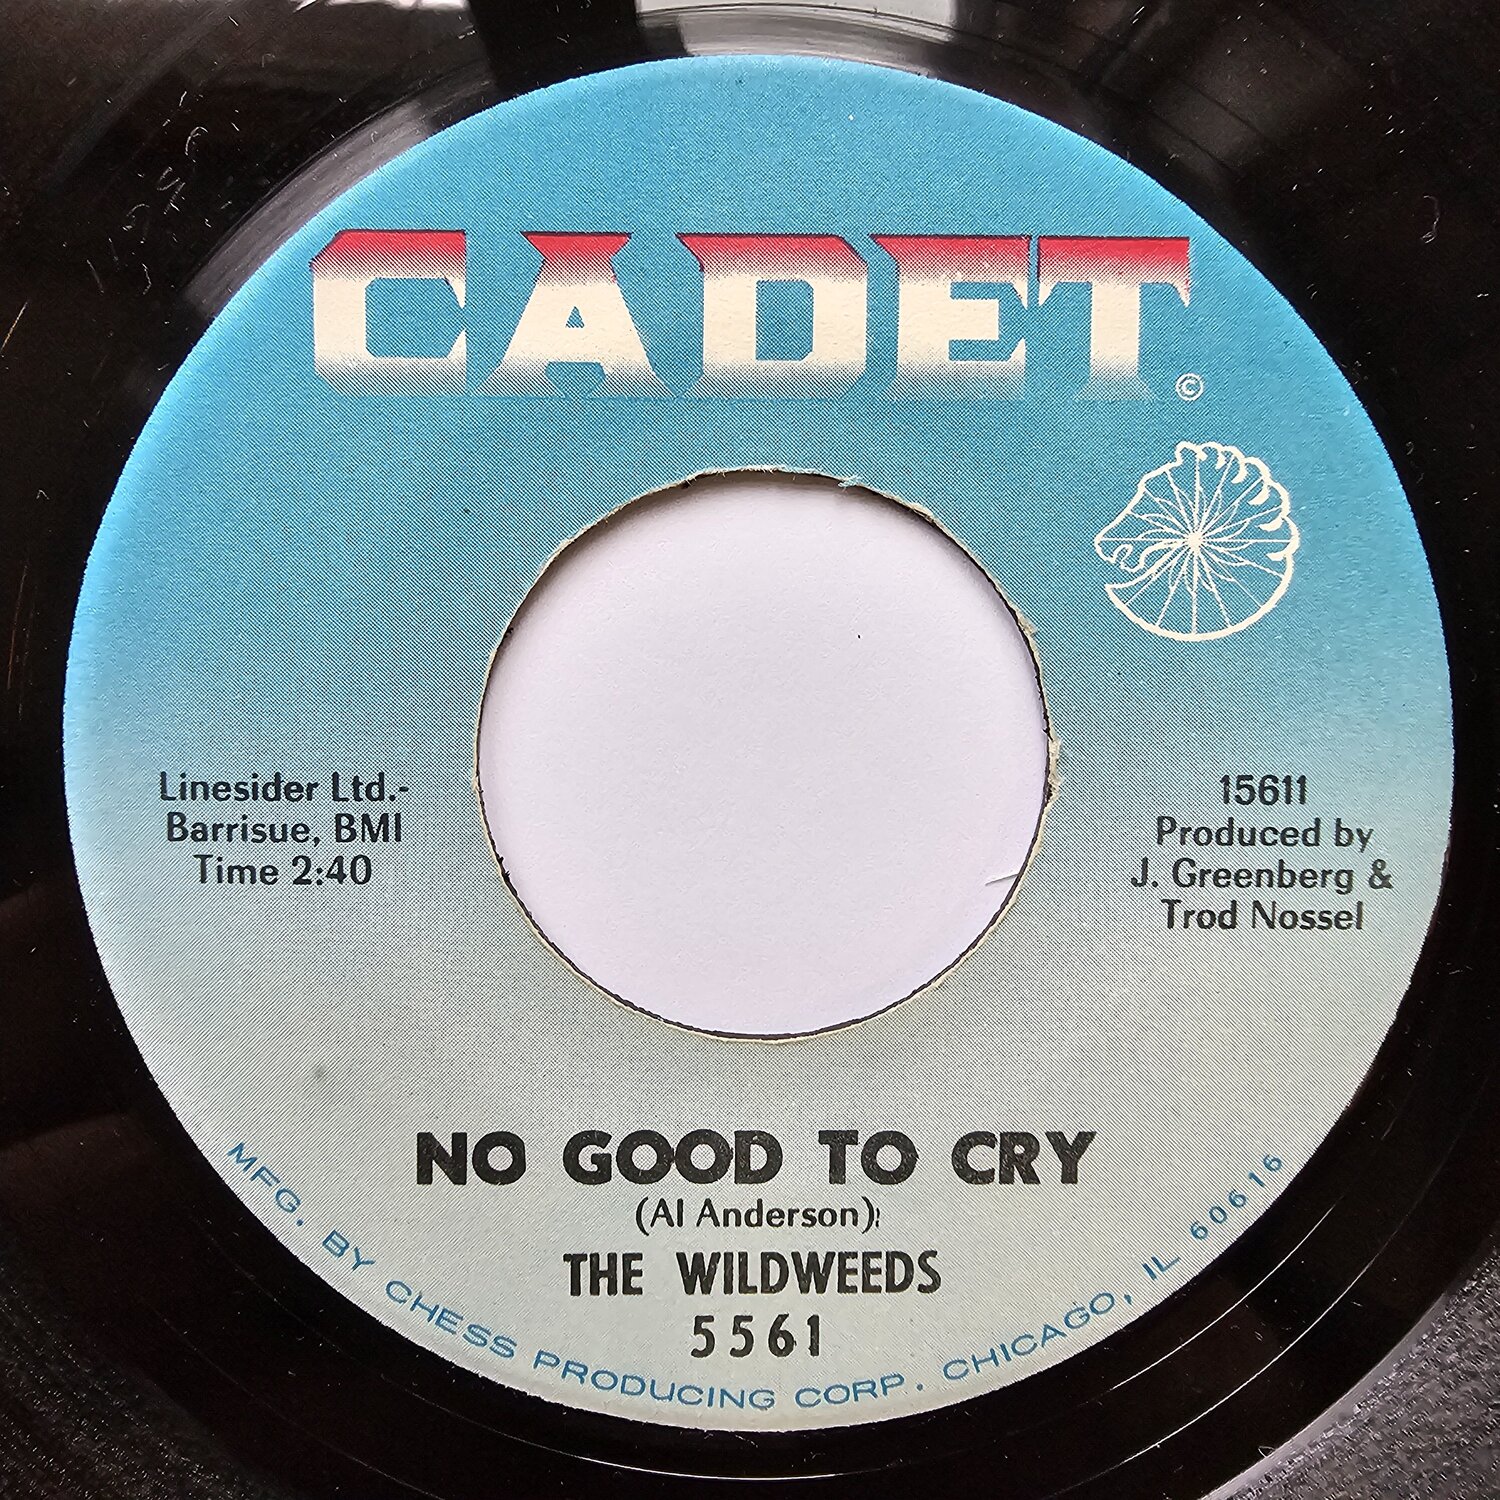 CADET
©
Linesider Ltd.-
Barrisue, BMI
Time 2:40
15611
Produced by
J. Greenberg &
Trod Nossel
NO GOOD TO CRY
(Al Anderson)
THE WILDWEEDS
5561
MFG. BY CHESS PRODUCING CORP. CHICAGO, IL 60616